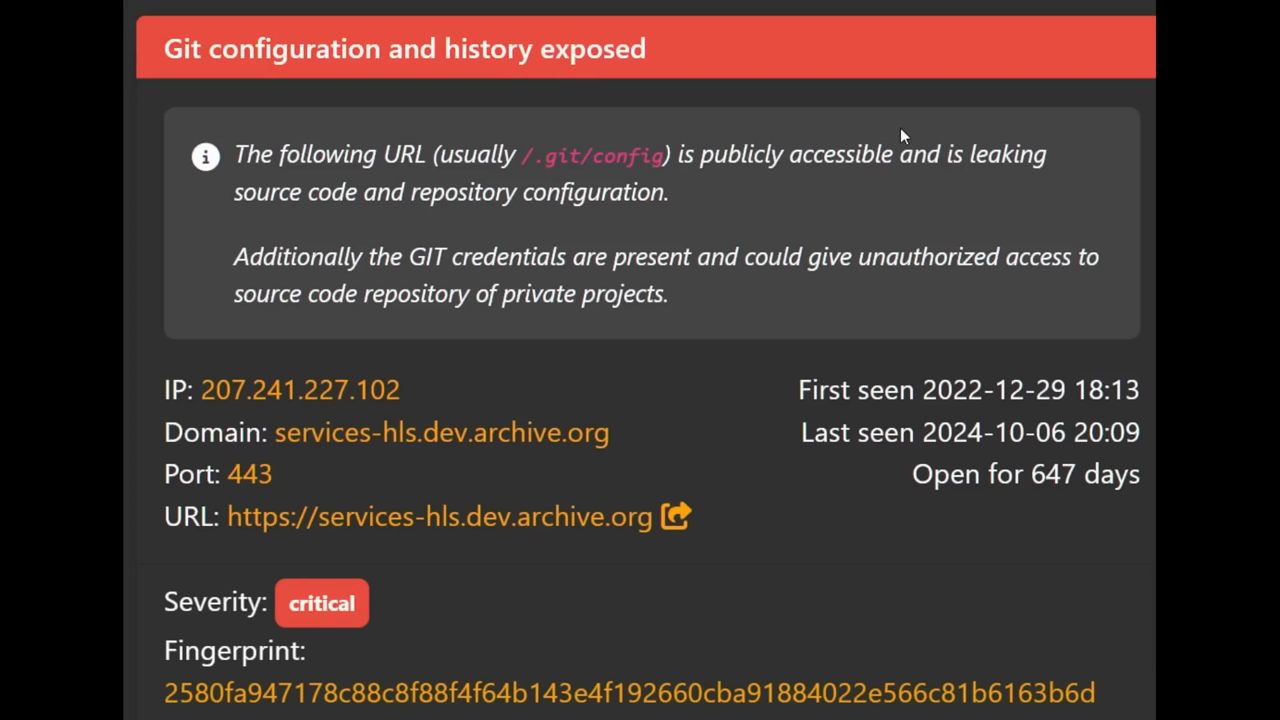 Git configuration and history exposed
The following URL (usually /.git/config) is publicly accessible and is leaking
source code and repository configuration.
Additionally the GIT credentials are present and could give unauthorized access to
source code repository of private projects.
IP: 207.241.227.102
First seen 2022-12-29 18:13
Domain: services-hls.dev.archive.org
Last seen 2024-10-06 20:09
Port: 443
Open for 647 days
URL: https://services-hls.dev.archive.org
Severity: critical
Fingerprint:
2580fa947178c88c8f88f4f64b143e4f192660cba91884022e566c81b6163b6d